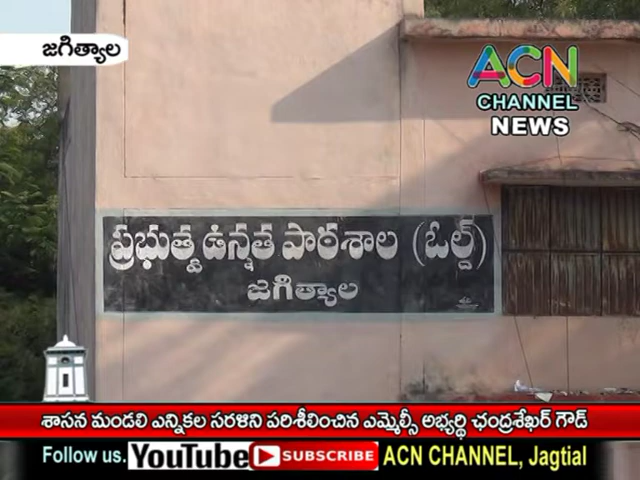 జగిత్యాల
ACN
CHANNEL
NEWS
ప్రభుత్వ ఉన్నత పాఠశాల (ఓల్డ్)
జగిత్యాల
శాసన మండలి ఎన్నికల సరళిని పరిశీలించిన ఎమ్మెల్సీ అభ్యర్థి ఛంద్రశేఖర్ గౌడ్
Follow us. YouTube SUBSCRIBE ACN CHANNEL, Jagtial